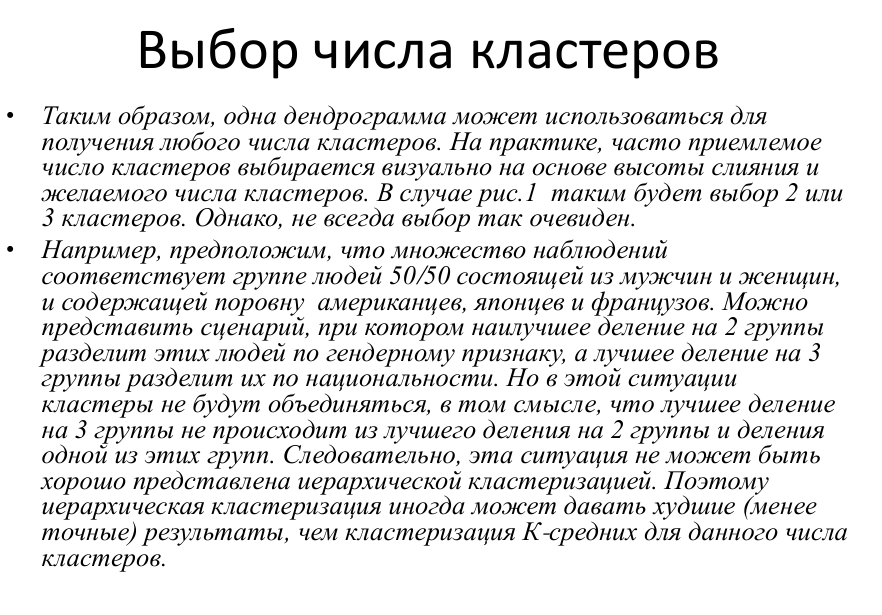 Выбор числа кластеров
• Таким образом, одна дендрограмма может использоваться для
получения любого числа кластеров. На практике, часто приемлемое
число кластеров выбирается визуально на основе высоты слияния и
желаемого числа кластеров. В случае рис.1 таким будет выбор 2 или
3 кластеров. Однако, не всегда выбор так очевиден.
• Например, предположим, что множество наблюдений
соответствует группе людей 50/50 состоящей из мужчин и женщин,
и содержащей поровну американцев, японцев и французов. Можно
представить сценарий, при котором наилучшее деление на 2 группы
разделит этих людей по гендерному признаку, а лучшее деление на 3
группы разделит их по национальности. Но в этой ситуации
кластеры не будут объединяться, в том смысле, что лучшее деление
на 3 группы не происходит из лучшего деления на 2 группы и деления
одной из этих групп. Следовательно, эта ситуация не может быть
хорошо представлена иерархической кластеризацией. Поэтому
иерархическая кластеризация иногда может давать худшие (менее
точные) результаты, чем кластеризация K-средних для данного числа
кластеров.